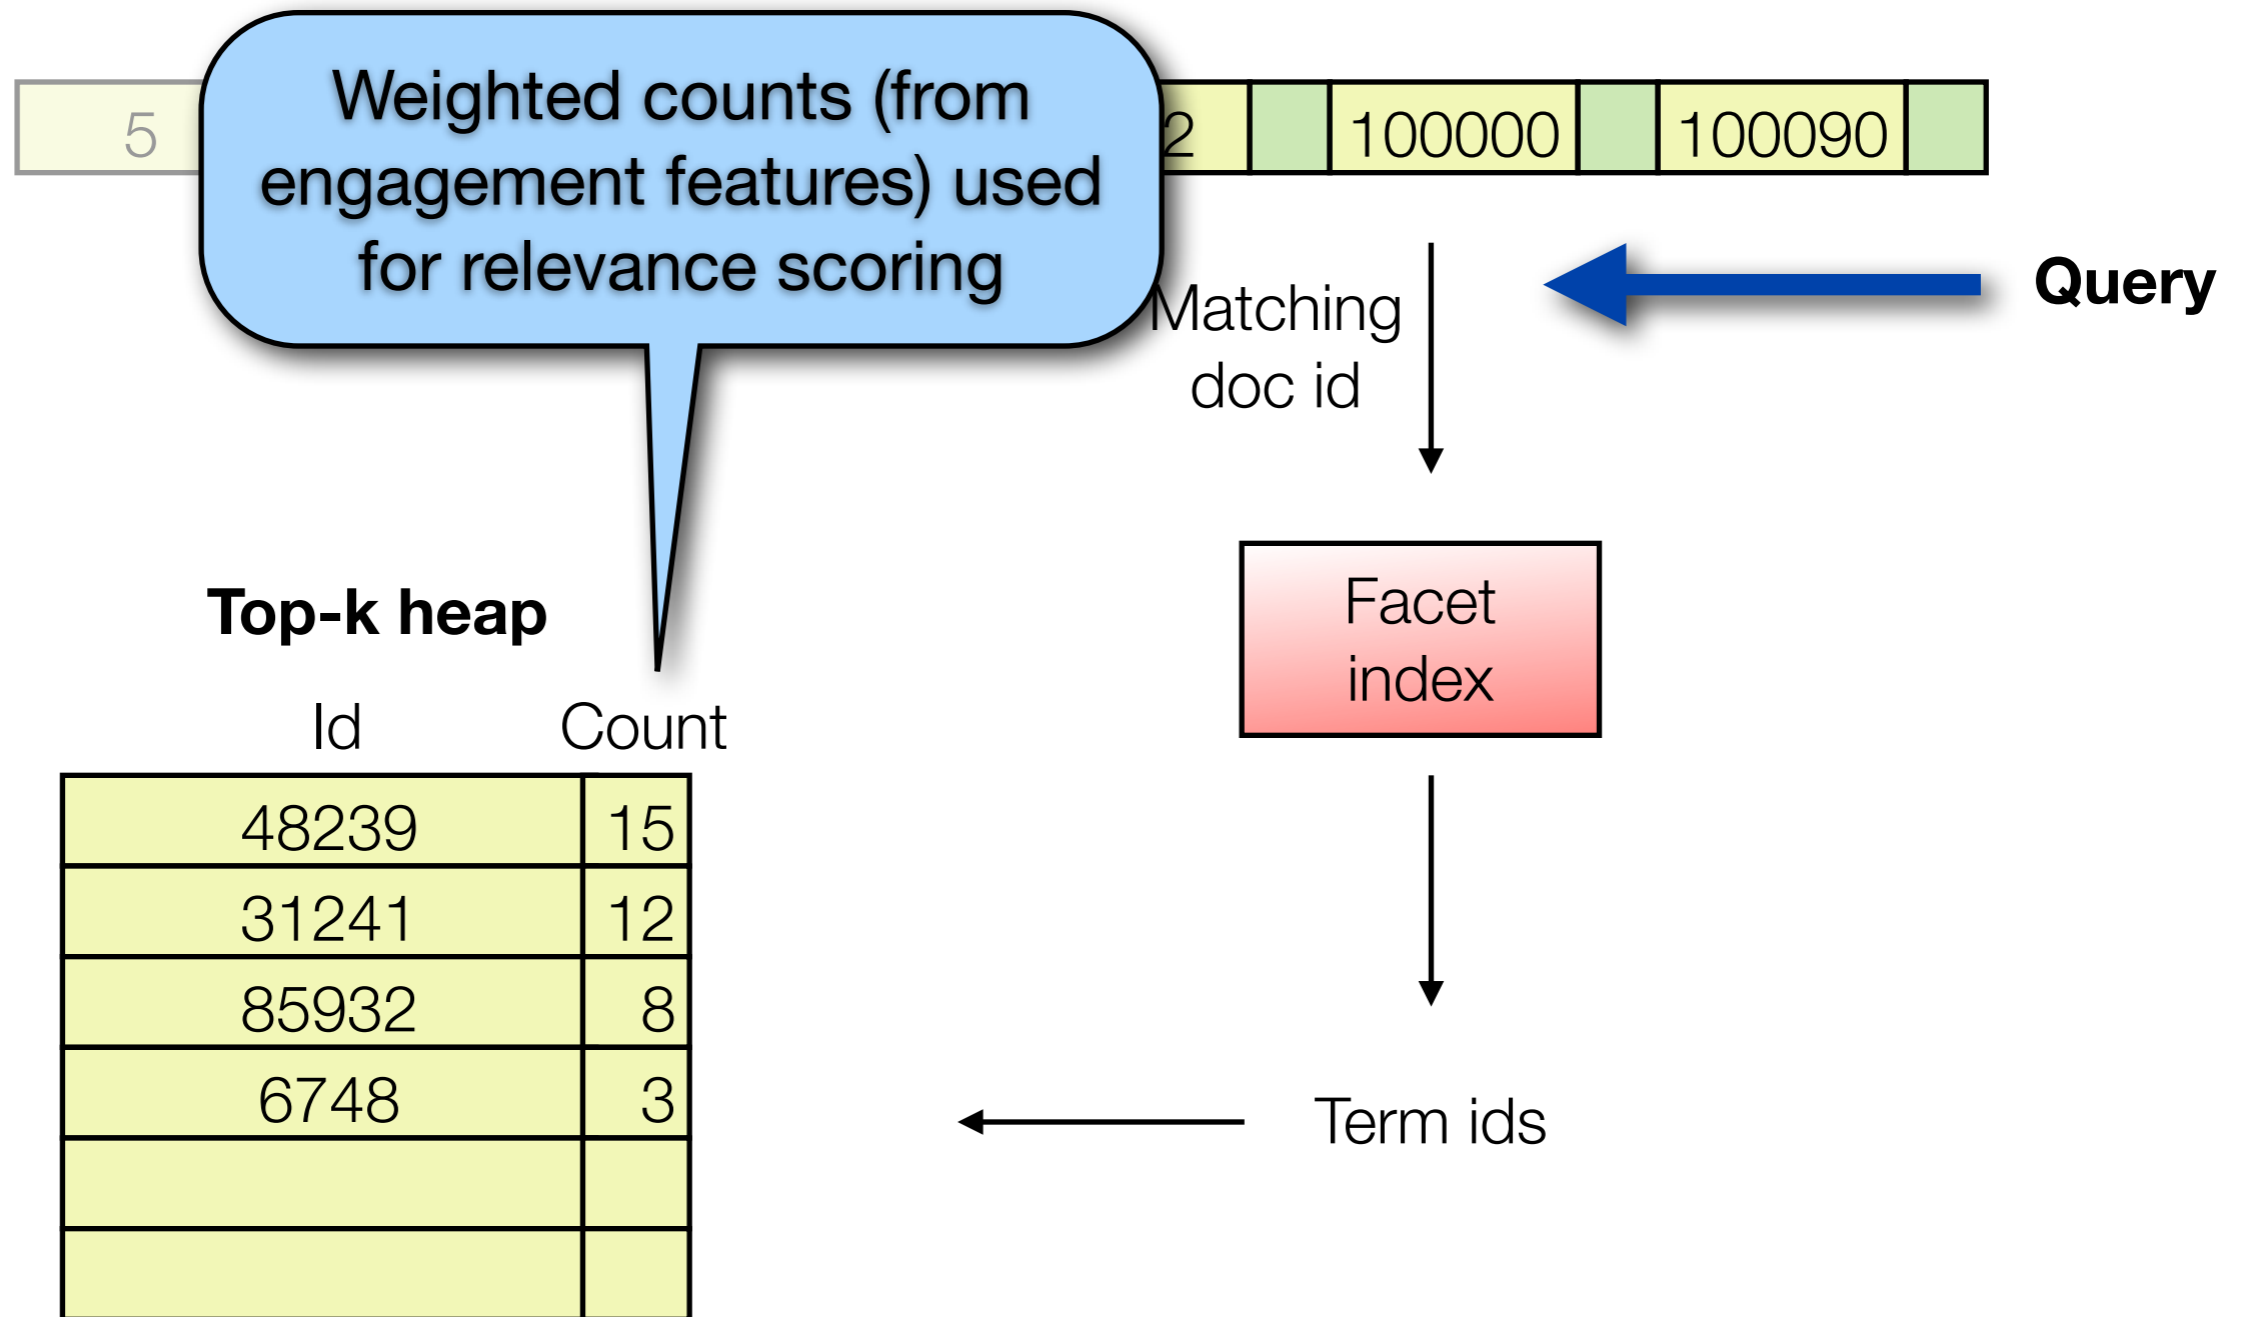 Weighted counts (from
engagement features) used
for relevance scoring
5
2
100000
100090
Query
Matching
doc id
Facet
index
Top-k heap
Id
Count
48239
15
31241
12
85932
8
6748
3
Term ids